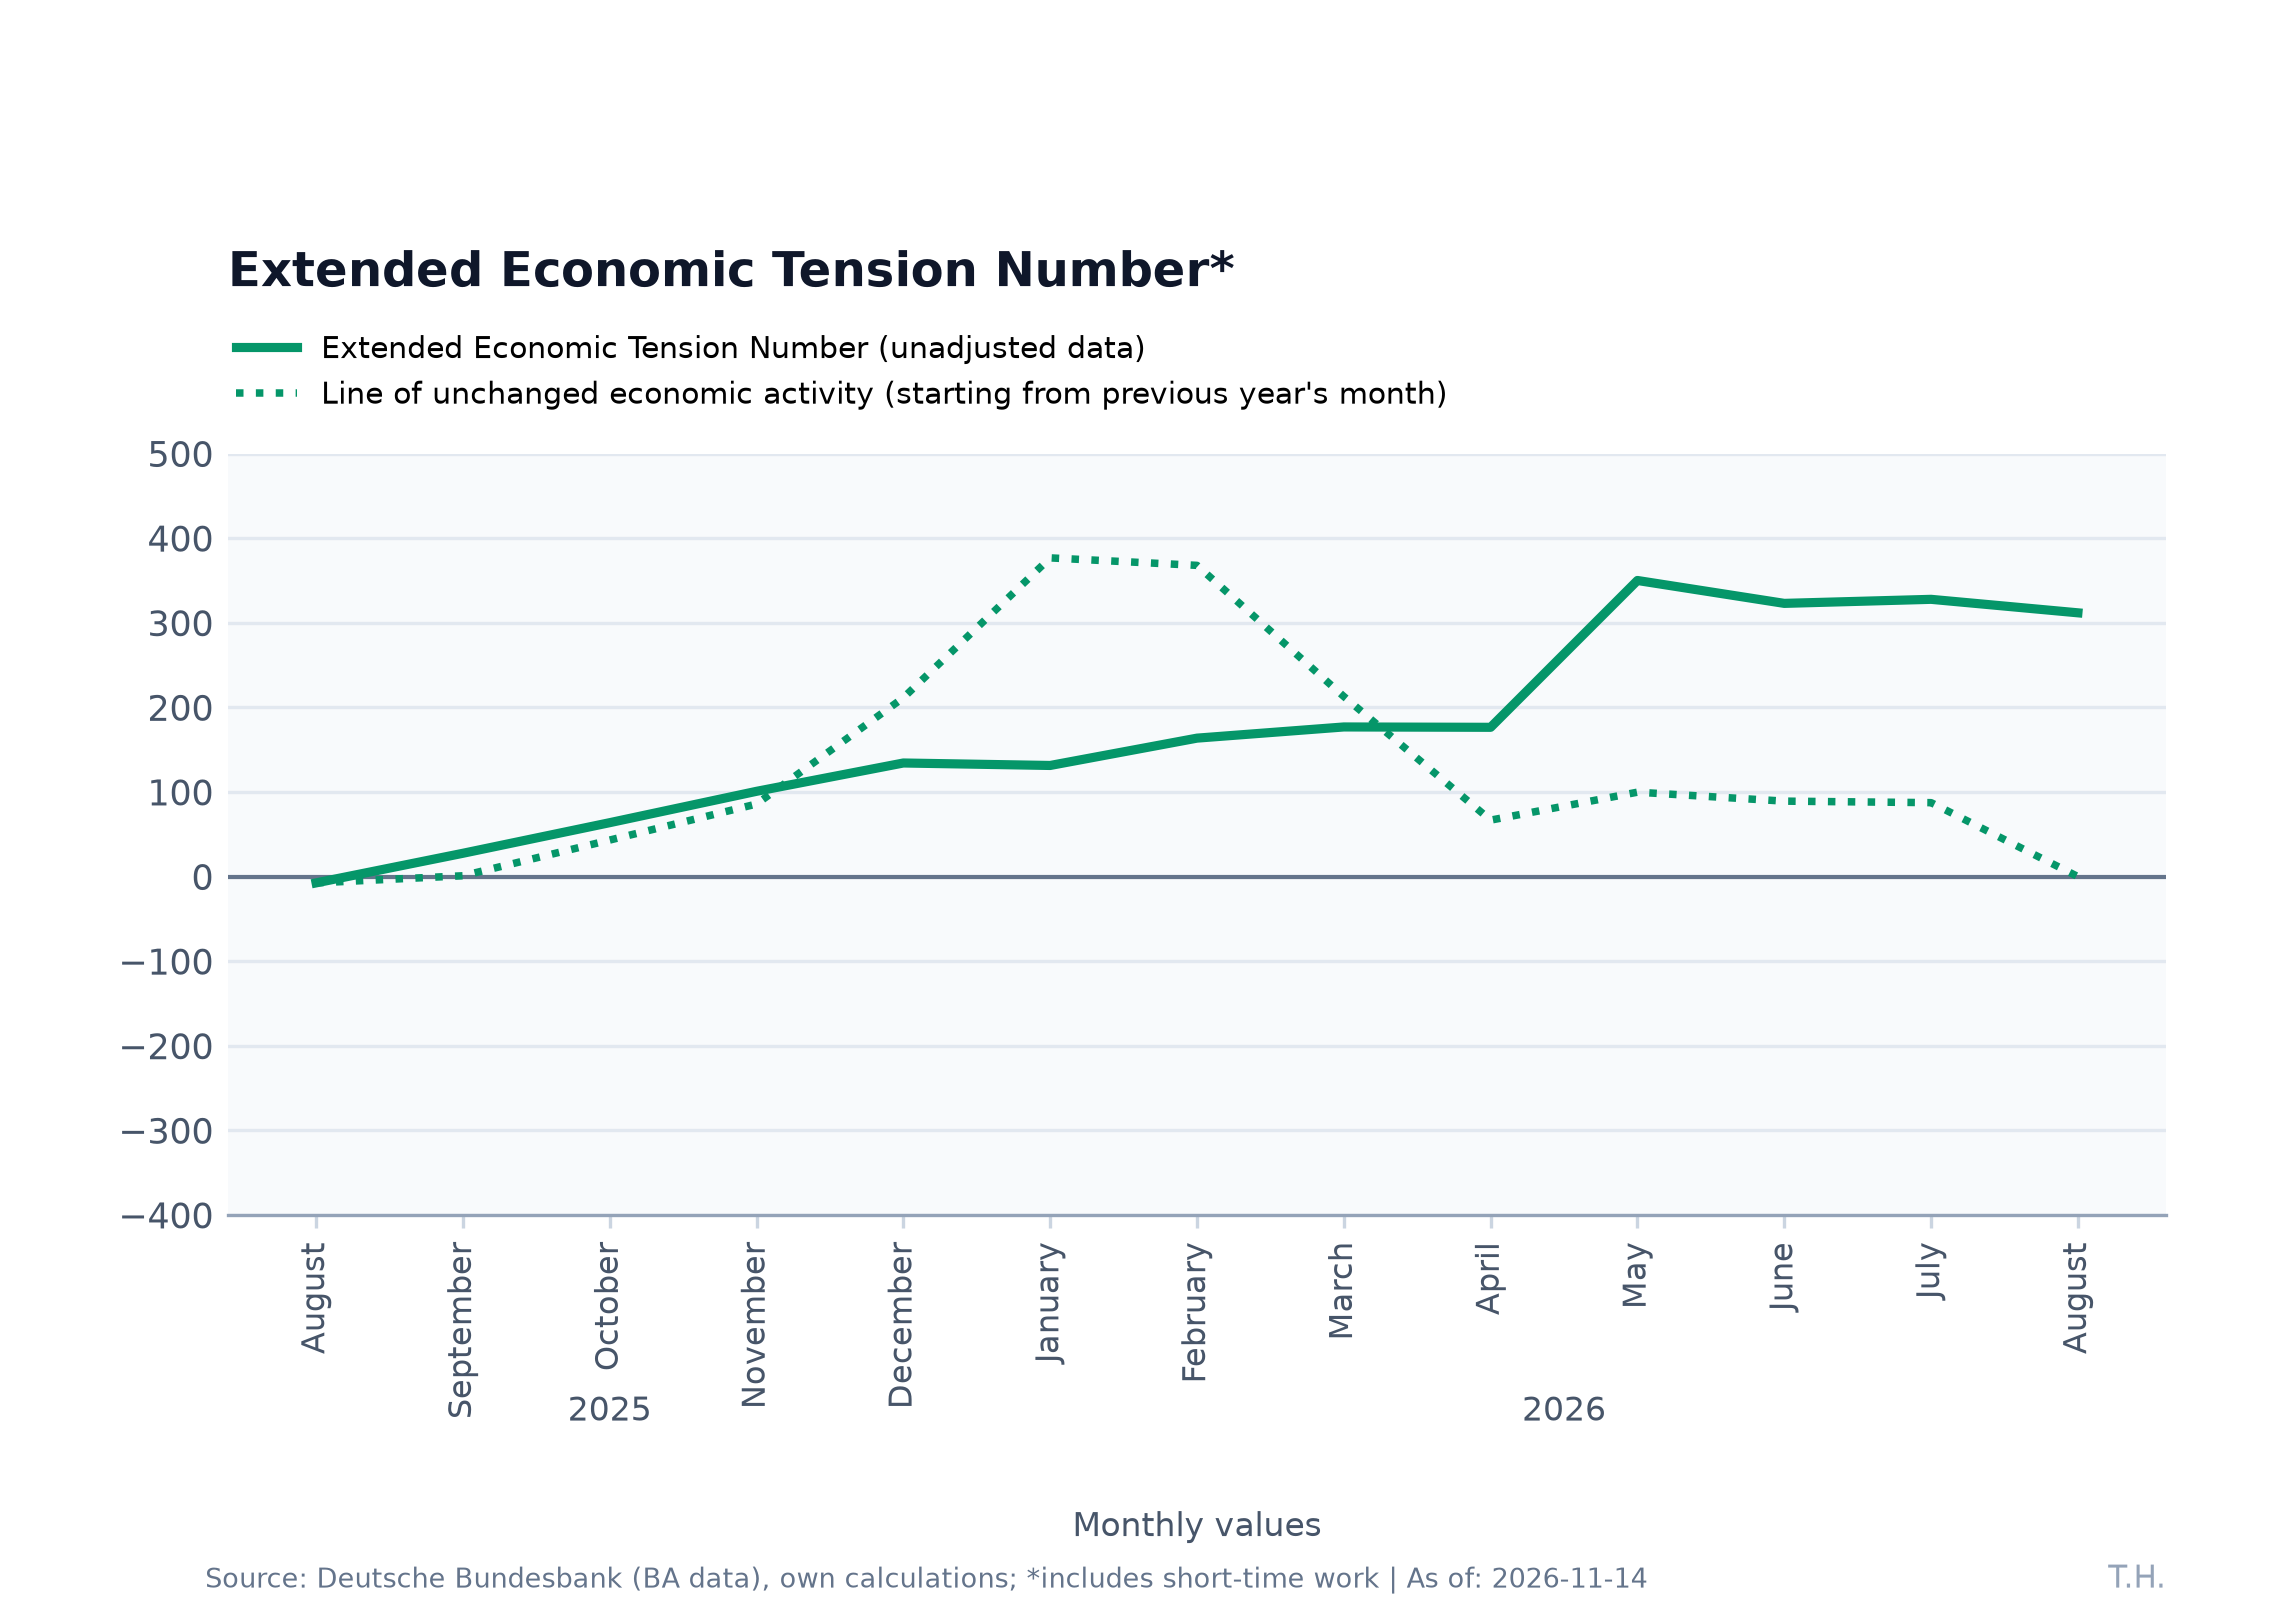 Extended Economic Tension Number*
Extended Economic Tension Number (unadjusted data)
Line of unchanged economic activity (starting from previous year's month)
500
400
300
200
100
0
−100
−200
−300
−400
August
September
October
November
December
January
February
March
April
May
June
July
August
2025
2026
Monthly values
Source: Deutsche Bundesbank (BA data), own calculations; *includes short-time work | As of: 2026-11-14
T.H.